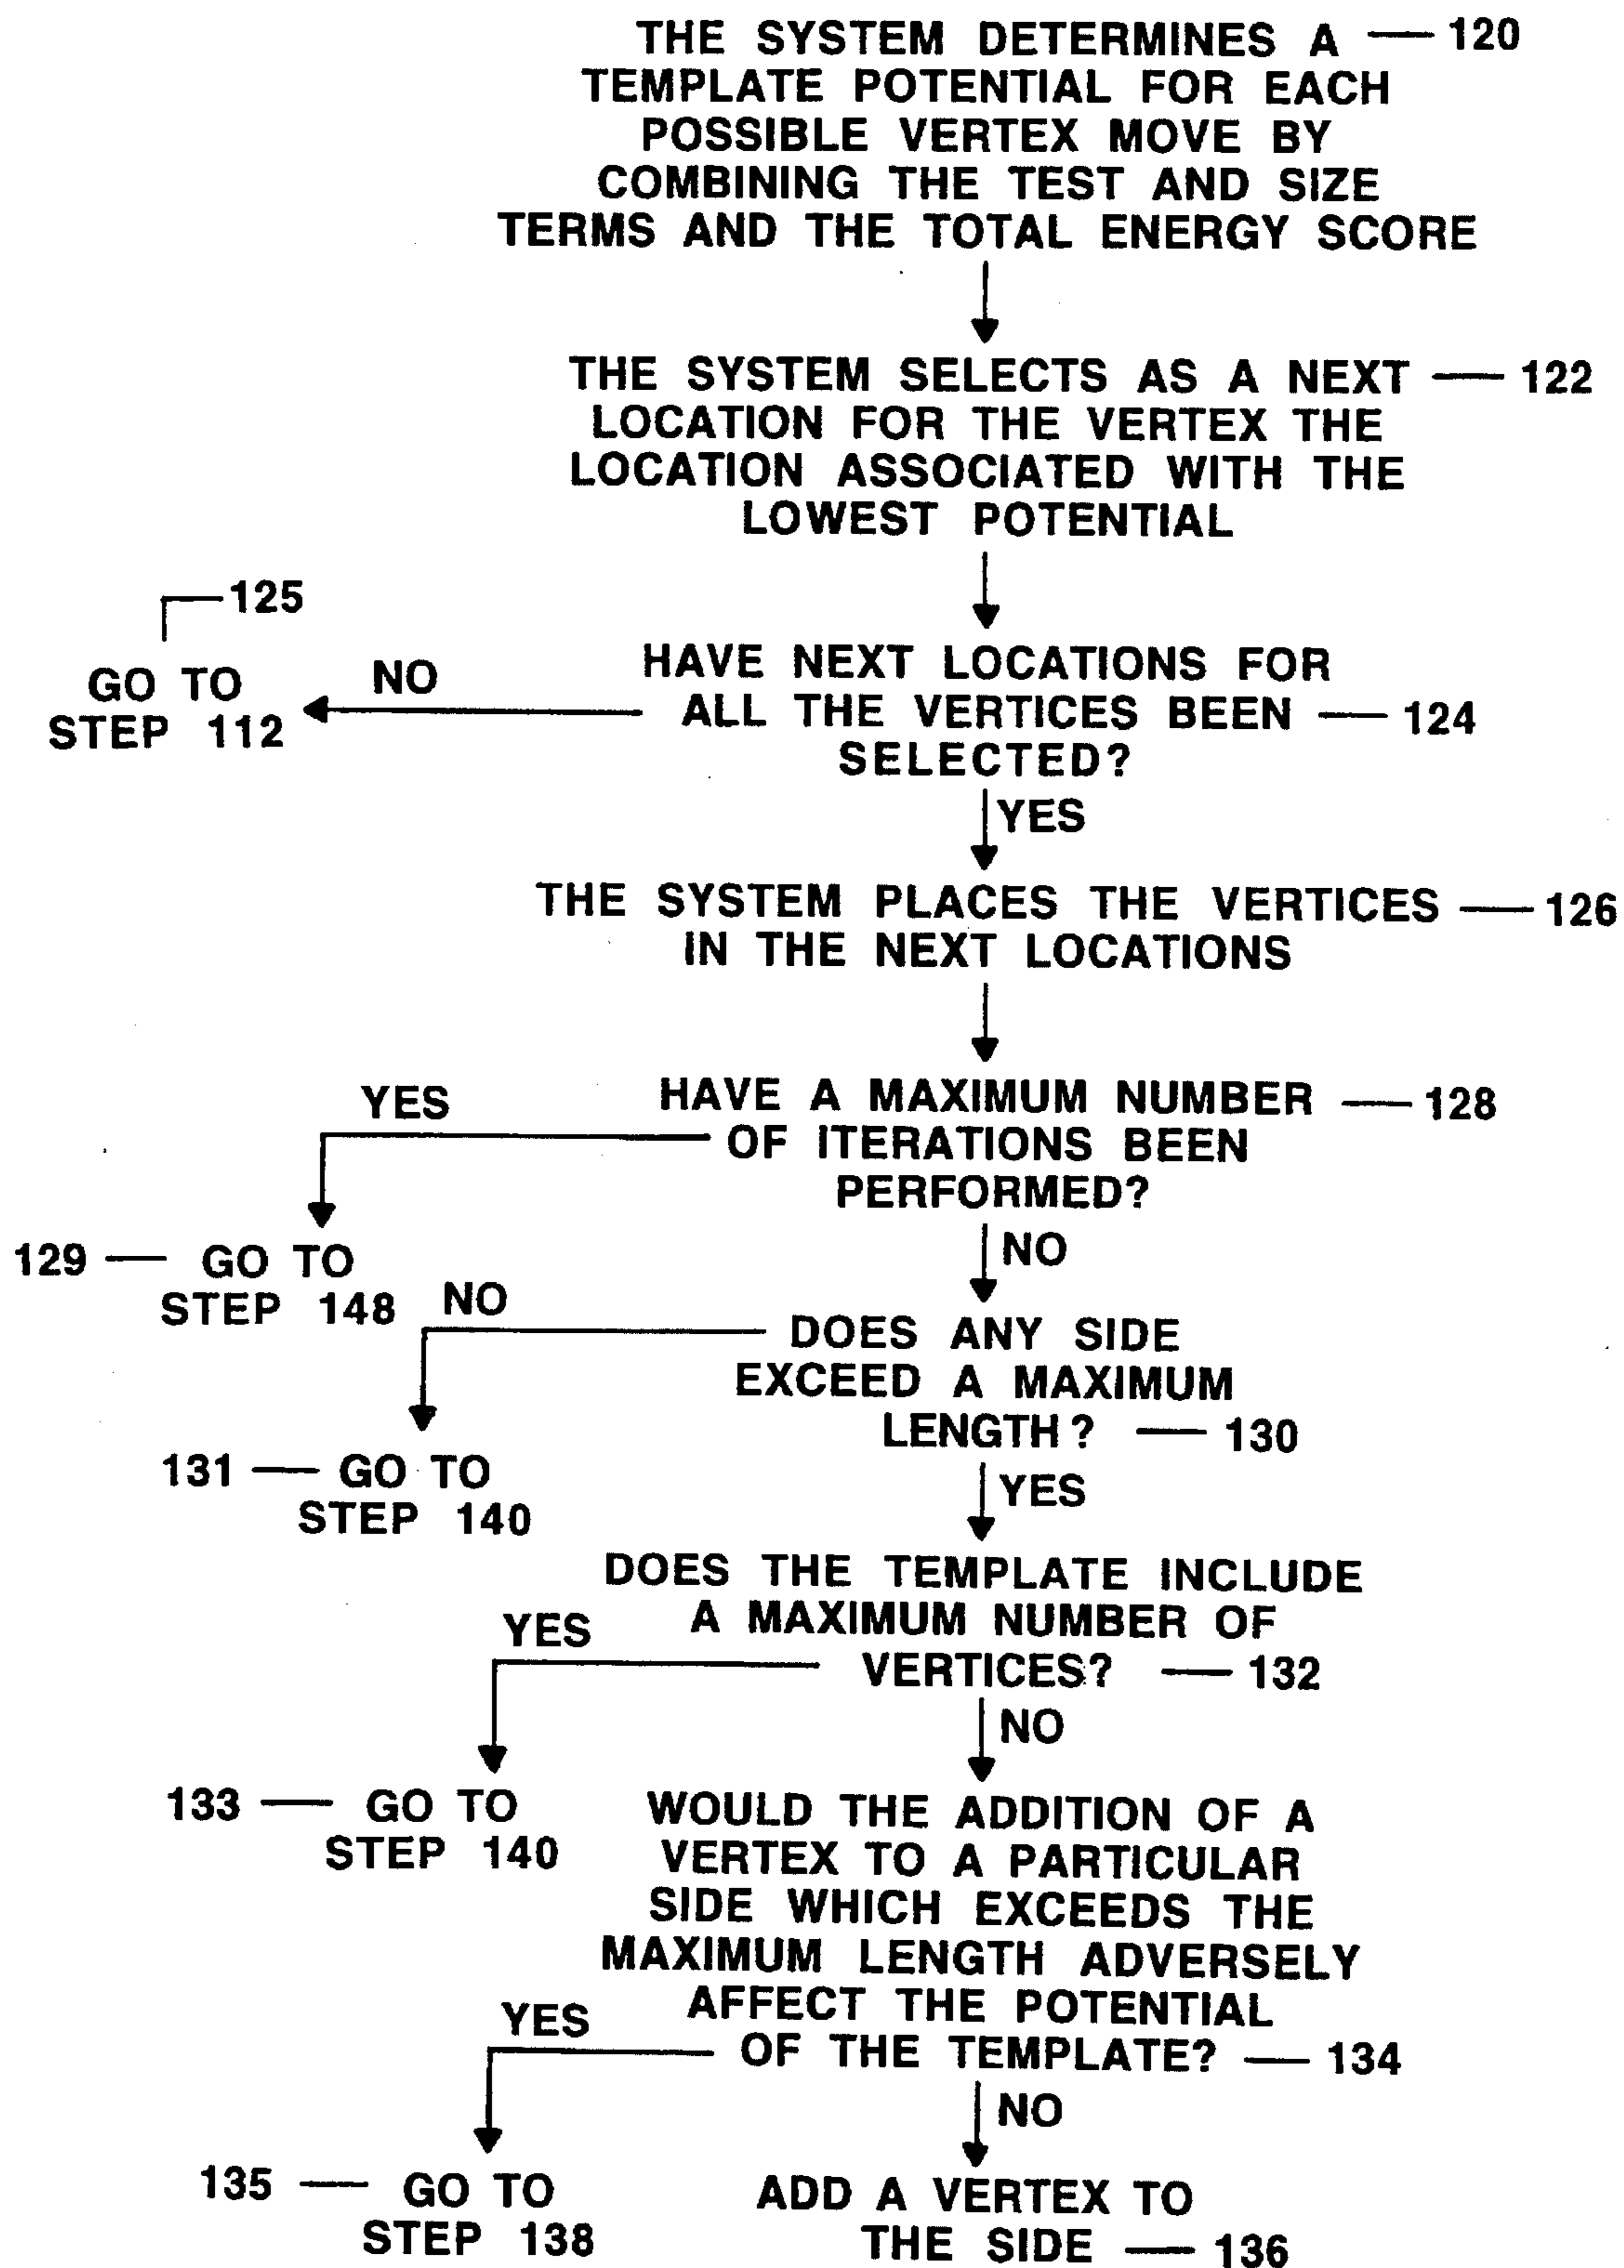 THE SYSTEM DETERMINES A — 120
TEMPLATE POTENTIAL FOR EACH
POSSIBLE VERTEX MOVE BY
COMBINING THE TEST AND SIZE
TERMS AND THE TOTAL ENERGY SCORE
THE SYSTEM SELECTS AS A NEXT — 122
LOCATION FOR THE VERTEX THE
LOCATION ASSOCIATED WITH THE
LOWEST POTENTIAL
125
GO TO
STEP 112
NO
HAVE NEXT LOCATIONS FOR
ALL THE VERTICES BEEN — 124
SELECTED?
YES
THE SYSTEM PLACES THE VERTICES — 126
IN THE NEXT LOCATIONS
HAVE A MAXIMUM NUMBER — 128
OF ITERATIONS BEEN
PERFORMED?
YES
129 — GO TO
STEP 148
NO
DOES ANY SIDE
EXCEED A MAXIMUM
LENGTH? — 130
NO
131 — GO TO
STEP 140
YES
DOES THE TEMPLATE INCLUDE
A MAXIMUM NUMBER OF
VERTICES? — 132
YES
133 — GO TO
STEP 140
NO
WOULD THE ADDITION OF A
VERTEX TO A PARTICULAR
SIDE WHICH EXCEEDS THE
MAXIMUM LENGTH ADVERSELY
AFFECT THE POTENTIAL
OF THE TEMPLATE? — 134
YES
135 — GO TO
STEP 138
NO
ADD A VERTEX TO
THE SIDE — 136